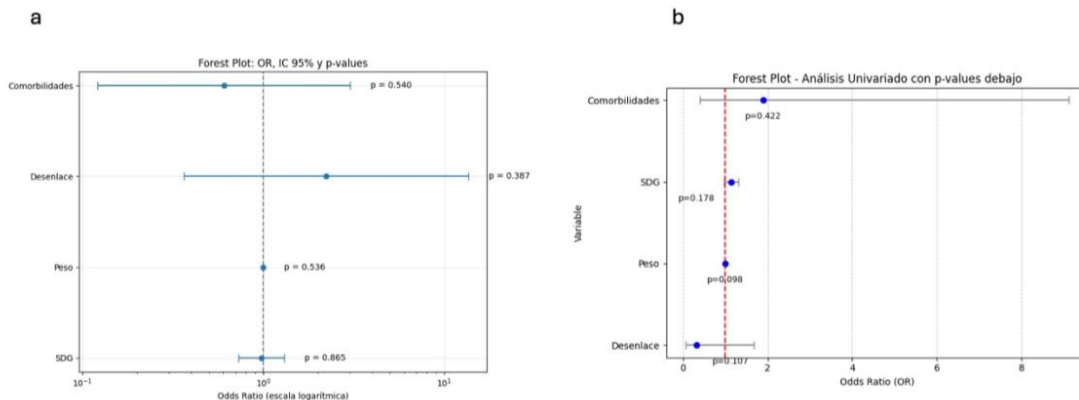 a
Forest Plot: OR, IC 95% y p-values
Comorbilidades
p = 0.540
Desenlace
p = 0.387
Peso
p = 0.536
SDG
p = 0.865
10⁻¹
10⁰
10¹
Odds Ratio (escala logarítmica)
b
Forest Plot - Análisis Univariado con p-values debajo
Variable
Comorbilidades
p=0.422
SDG
p=0.178
Peso
p=0.098
Desenlace
p=0.107
0
2
4
6
8
Odds Ratio (OR)